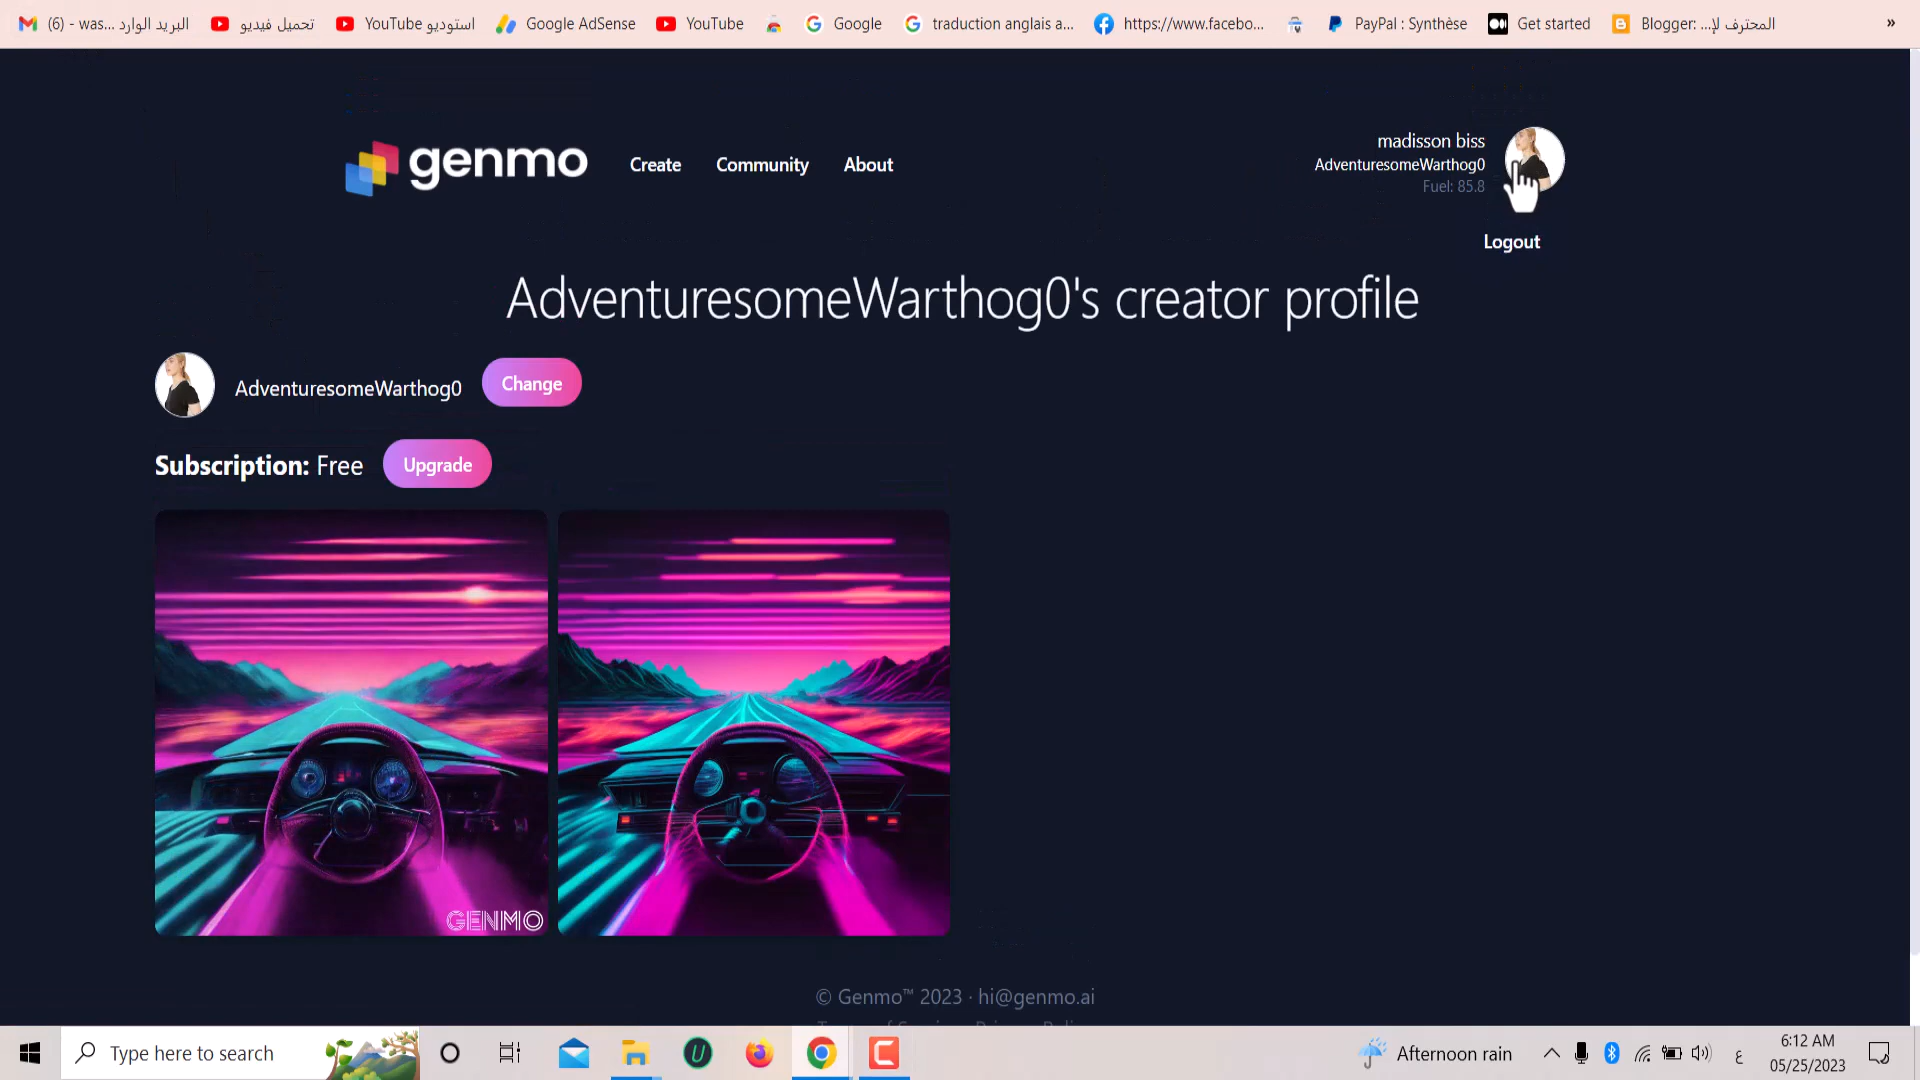 (6) - was... البريد الوارد
تحميل فيديو
استوديو YouTube
Google AdSense
YouTube
Google
traduction anglais a...
https://www.facebo...
PayPal : Synthèse
Get started
Blogger: ...المحترف لإ
»
genmo
Create
Community
About
madisson biss
AdventuresomeWarthog0
Fuel: 85.8
Logout
AdventuresomeWarthog0's creator profile
AdventuresomeWarthog0
Change
Subscription: Free
Upgrade
GENMO
© Genmo™ 2023 · hi@genmo.ai
Type here to search
Afternoon rain
ع
6:12 AM
05/25/2023